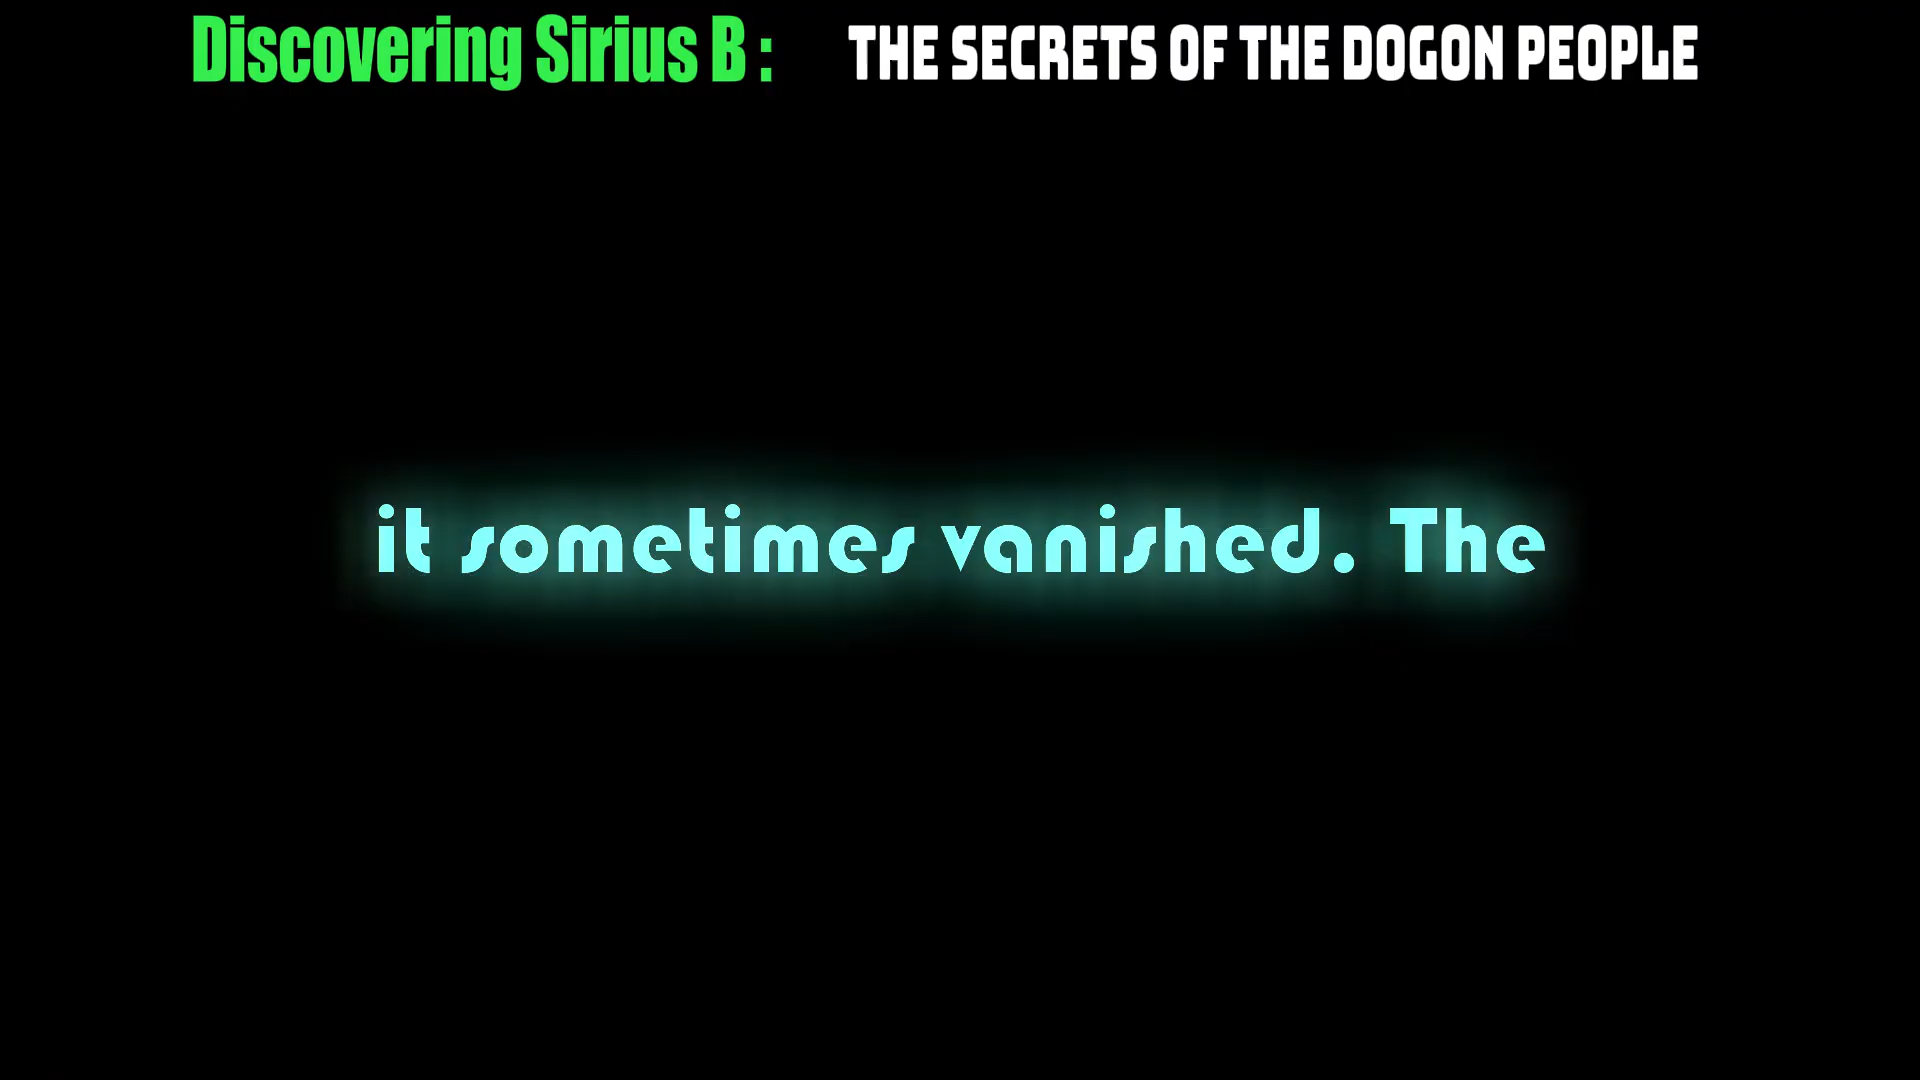 Discovering Sirius B : THE SECRETS OF THE DOGON PEOPLE
it sometimes vanished. The